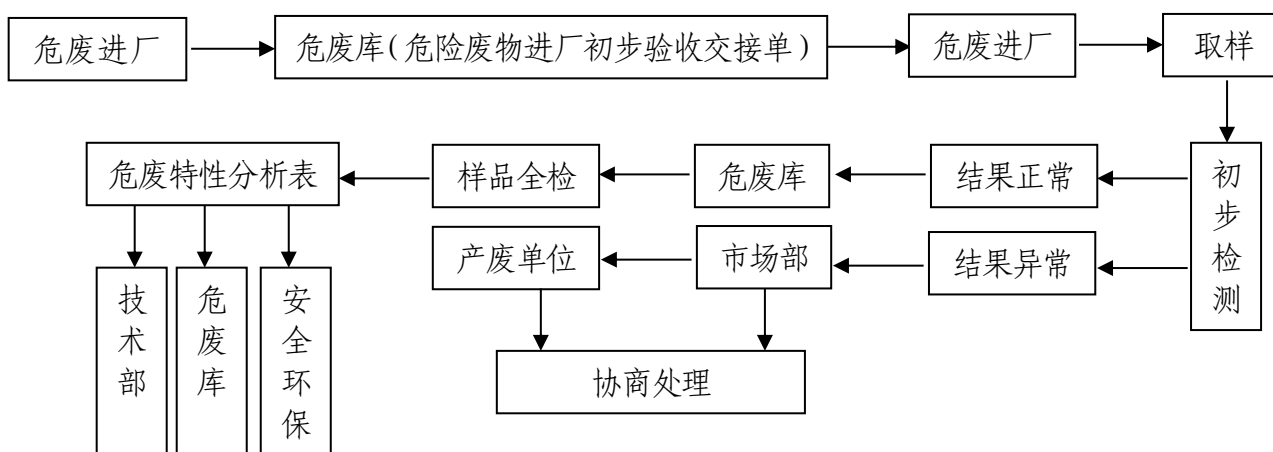 危废进厂
危废库(危险废物进厂初步验收交接单)
危废进厂
取样
危废特性分析表
样品全检
危废库
结果正常
初步检测
产废单位
市场部
结果异常
技术部
危废库
安全环保
协商处理